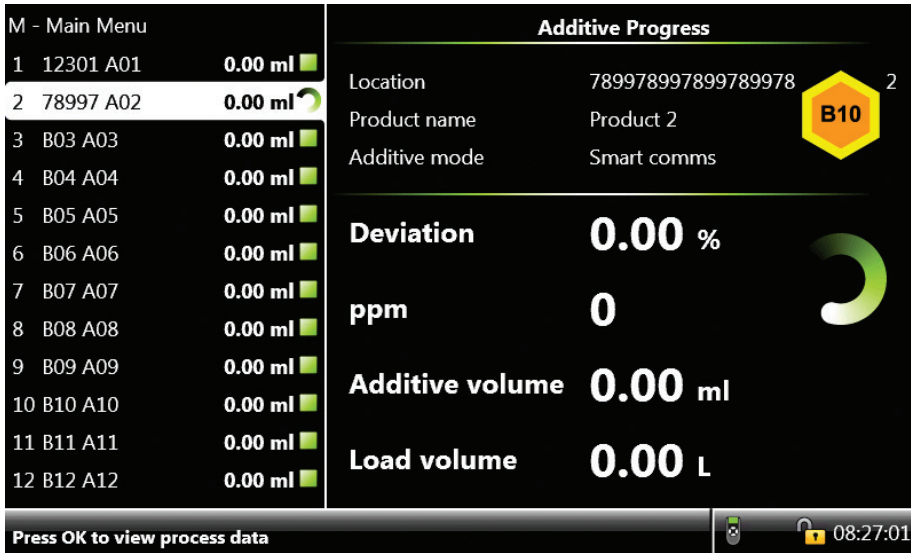 M - Main Menu
1 12301 A01 0.00 ml
2 78997 A02 0.00 ml
3 B03 A03 0.00 ml
4 B04 A04 0.00 ml
5 B05 A05 0.00 ml
6 B06 A06 0.00 ml
7 B07 A07 0.00 ml
8 B08 A08 0.00 ml
9 B09 A09 0.00 ml
10 B10 A10 0.00 ml
11 B11 A11 0.00 ml
12 B12 A12 0.00 ml
Additive Progress
Location 789978997899789978 2
Product name Product 2
B10
Additive mode Smart comms
Deviation 0.00 %
ppm 0
Additive volume 0.00 ml
Load volume 0.00 L
Press OK to view process data 08:27:01